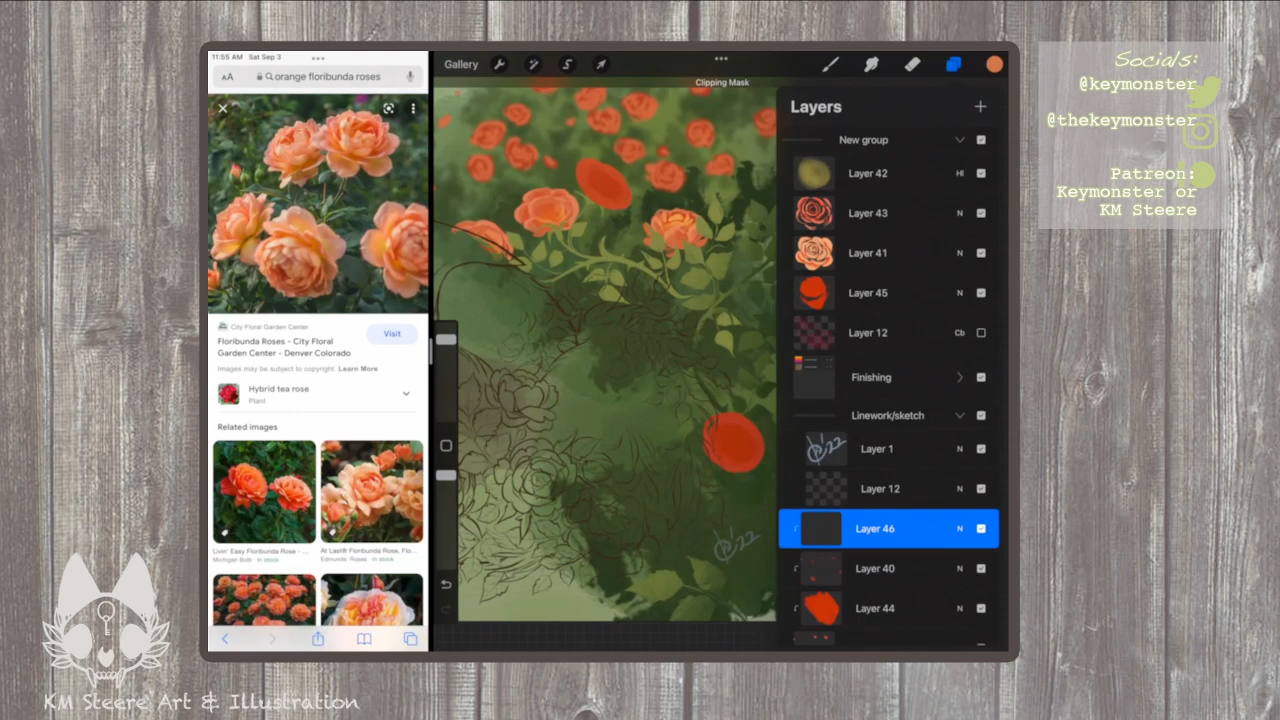 11:55 AM Sat Sep 3
AA orange floribunda roses
City Floral Garden Center
Floribunda Roses - City Floral
Garden Center - Denver Colorado
Visit
Images may be subject to copyright. Learn More
Hybrid tea rose
Plant
Related images
Livin' Easy Floribunda Rose - ...
Michigan Bulb · In stock
At Last® Floribunda Rose, Flo...
Edmunds' Roses · In stock
Gallery
Clipping Mask
Layers
New group
Layer 42 Hl
Layer 43 N
Layer 41 N
Layer 45 N
Layer 12 Cb
Finishing
Linework/sketch
Layer 1 N
Layer 12 N
Layer 46 N
Layer 40 N
Layer 44 N
Socials:
@keymonster
@thekeymonster
Patreon:
Keymonster or
KM Steere
KM Steere Art & Illustration